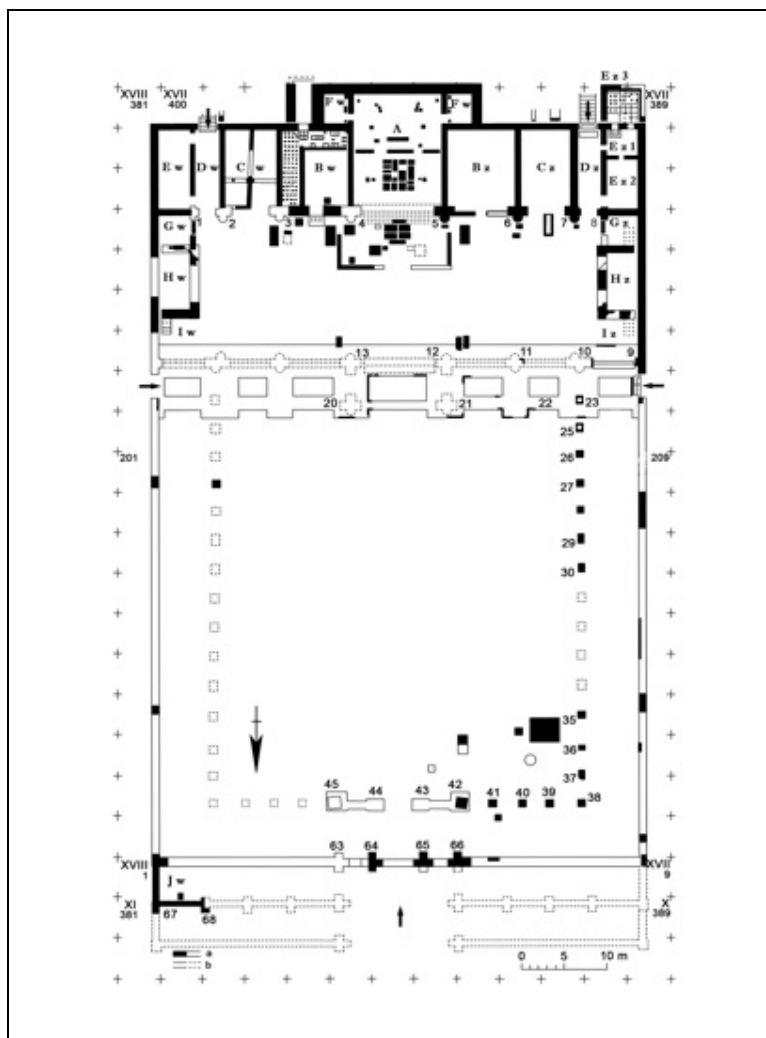 E z 3
XVIII XVII XVII
381 400 389
F w F w
A
E z 1
E w D w C w B w B z C z D z E z 2
1 2 3 4 5 6 7 8
G w G z
H w H z
I w I z
13 12 11 10 9
20 21 22 23
25
201 26 209
27
29
30
35
36
37
45 44 43 42 41 40 39 38
63 64 65 66
XVIII XVII
1 9
J w
XI X
381 67 68 389
a
b
0 5 10 m